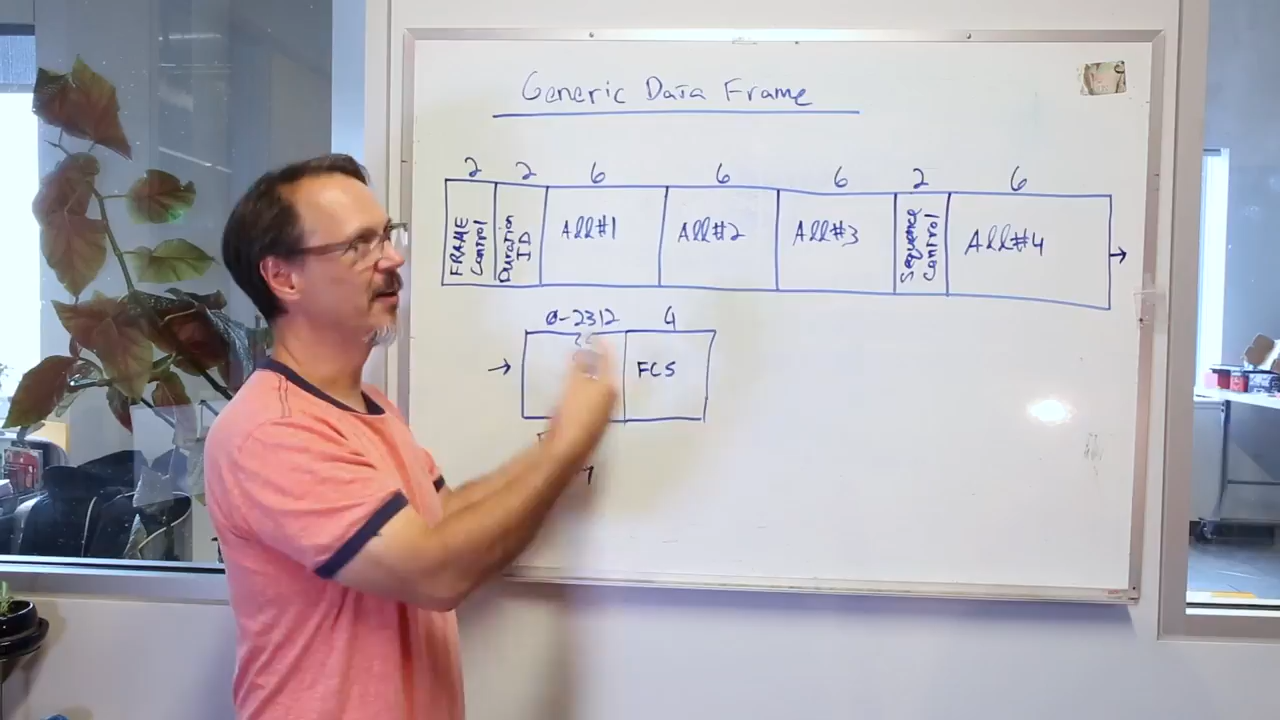 Generic Data Frame
2 2 6 6 6 2 6
FRAME Control
Duration ID
Add#1
Add#2
Add#3
Sequence Control
Add#4
0-2312 4
FCS